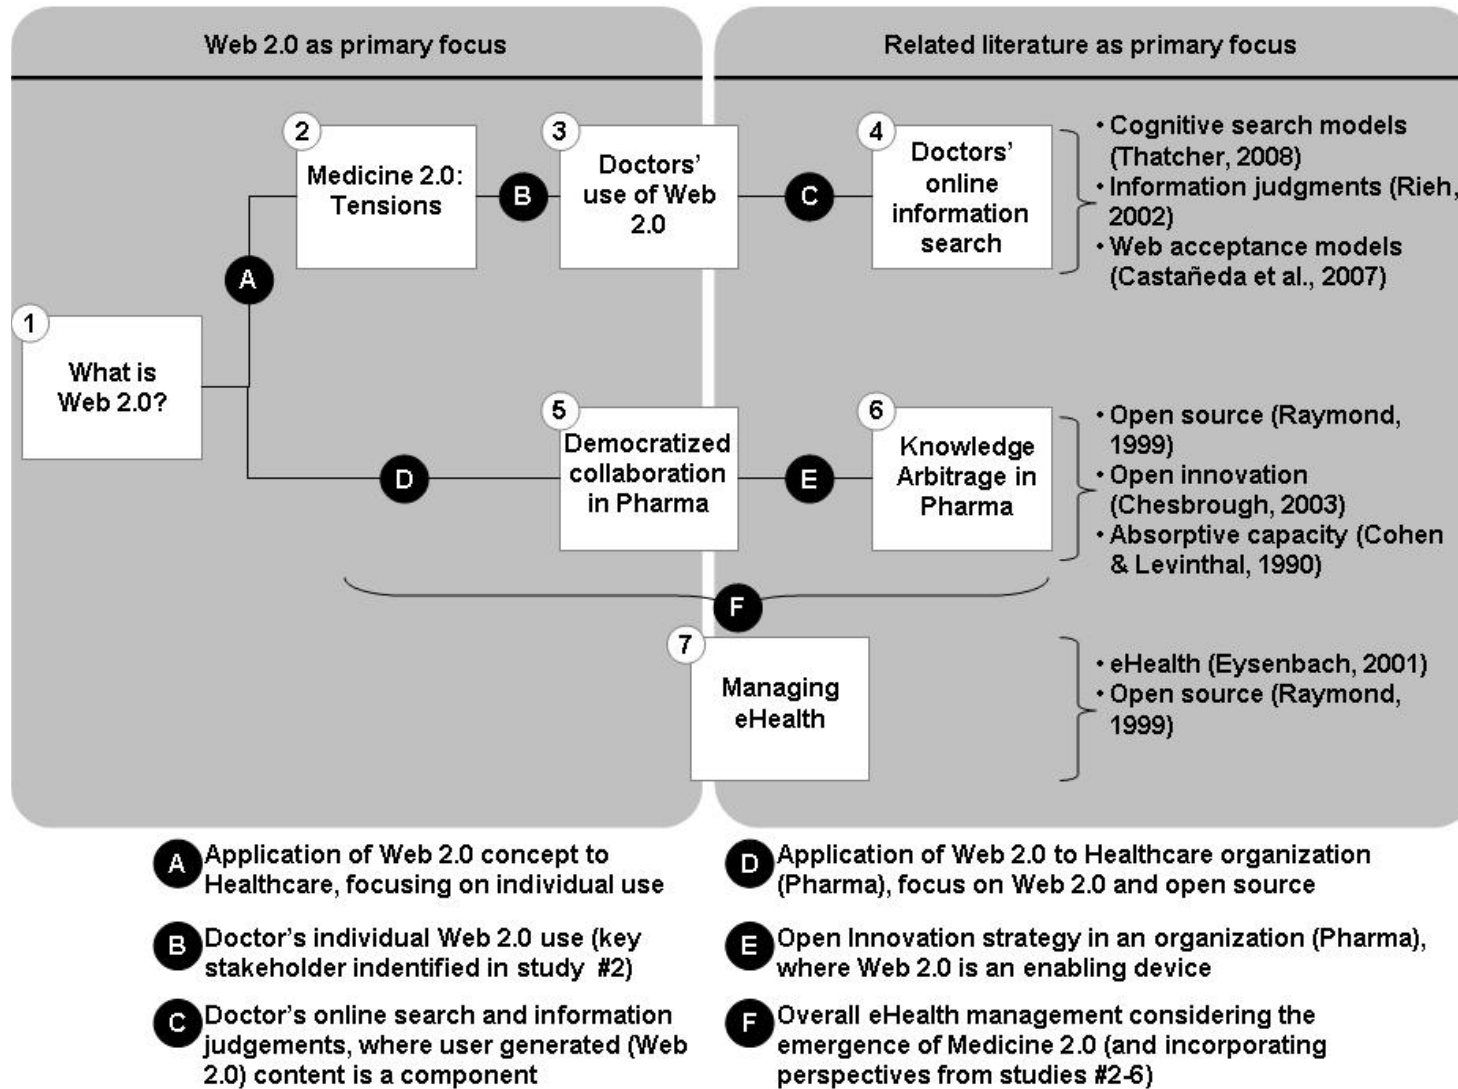 Web 2.0 as primary focus
Related literature as primary focus
2
Medicine 2.0:
Tensions
B
3
Doctors’
use of Web
2.0
C
4
Doctors’
online
information
search
• Cognitive search models
(Thatcher, 2008)
• Information judgments (Rieh,
2002)
• Web acceptance models
(Castañeda et al., 2007)
A
1
What is
Web 2.0?
D
5
Democratized
collaboration
in Pharma
E
6
Knowledge
Arbitrage in
Pharma
• Open source (Raymond,
1999)
• Open innovation
(Chesbrough, 2003)
• Absorptive capacity (Cohen
& Levinthal, 1990)
F
7
Managing
eHealth
• eHealth (Eysenbach, 2001)
• Open source (Raymond,
1999)
A
Application of Web 2.0 concept to
Healthcare, focusing on individual use
B
Doctor’s individual Web 2.0 use (key
stakeholder indentified in study #2)
C
Doctor’s online search and information
judgements, where user generated (Web
2.0) content is a component
D
Application of Web 2.0 to Healthcare organization
(Pharma), focus on Web 2.0 and open source
E
Open Innovation strategy in an organization (Pharma),
where Web 2.0 is an enabling device
F
Overall eHealth management considering the
emergence of Medicine 2.0 (and incorporating
perspectives from studies #2-6)